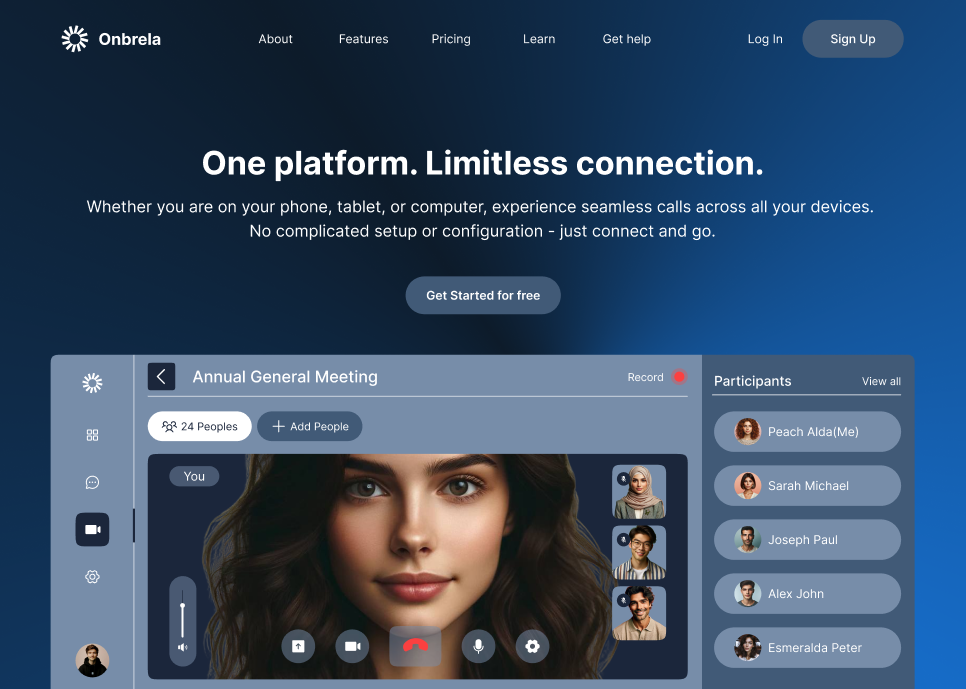 Onbrela
About
Features
Pricing
Learn
Get help
Log In
Sign Up
One platform. Limitless connection.
Whether you are on your phone, tablet, or computer, experience seamless calls across all your devices.
No complicated setup or configuration - just connect and go.
Get Started for free
Annual General Meeting
Record
24 Peoples
Add People
You
Participants
View all
Peach Alda(Me)
Sarah Michael
Joseph Paul
Alex John
Esmeralda Peter